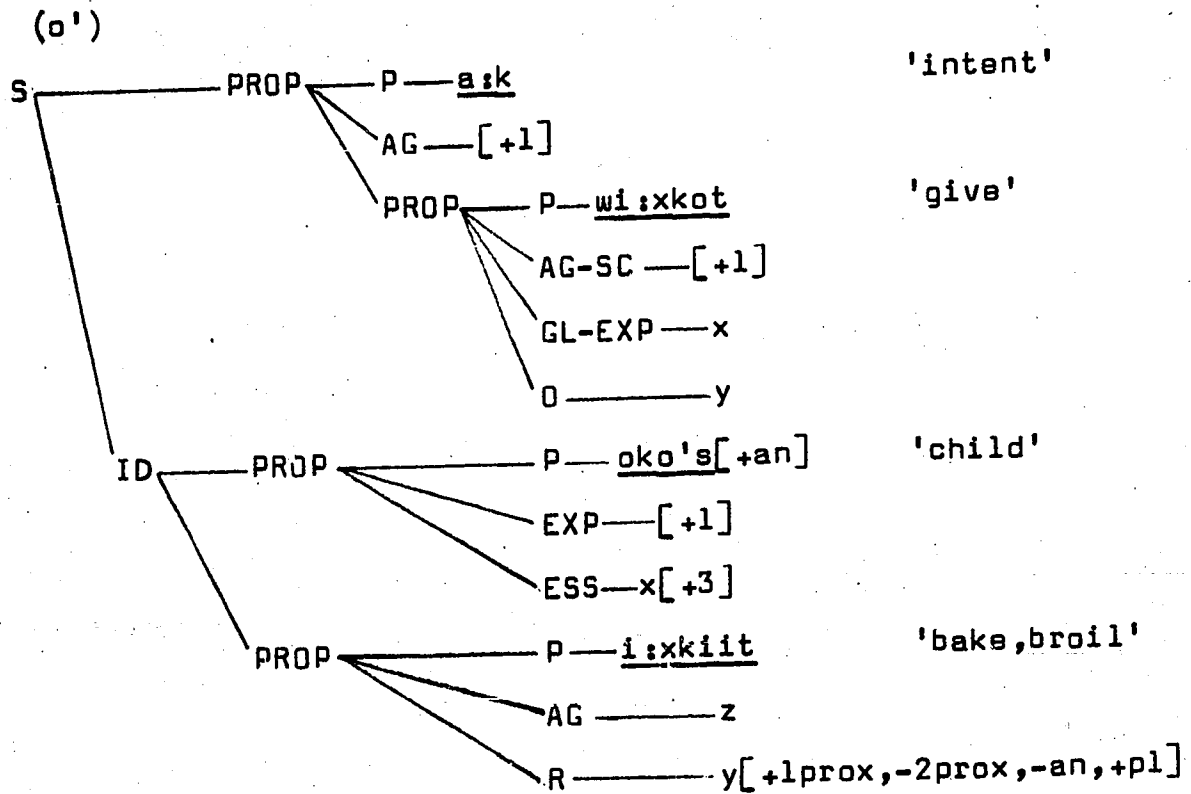 (o')
S PROP P a:k 'intent'
AG [+1]
PROP P wi:xkot 'give'
AG-SC [+1]
GL-EXP x
O y
ID PROP P oko's[+an] 'child'
EXP [+1]
ESS x[+3]
PROP P i:xkiit 'bake,broil'
AG z
R y[+1prox,-2prox,-an,+pl]